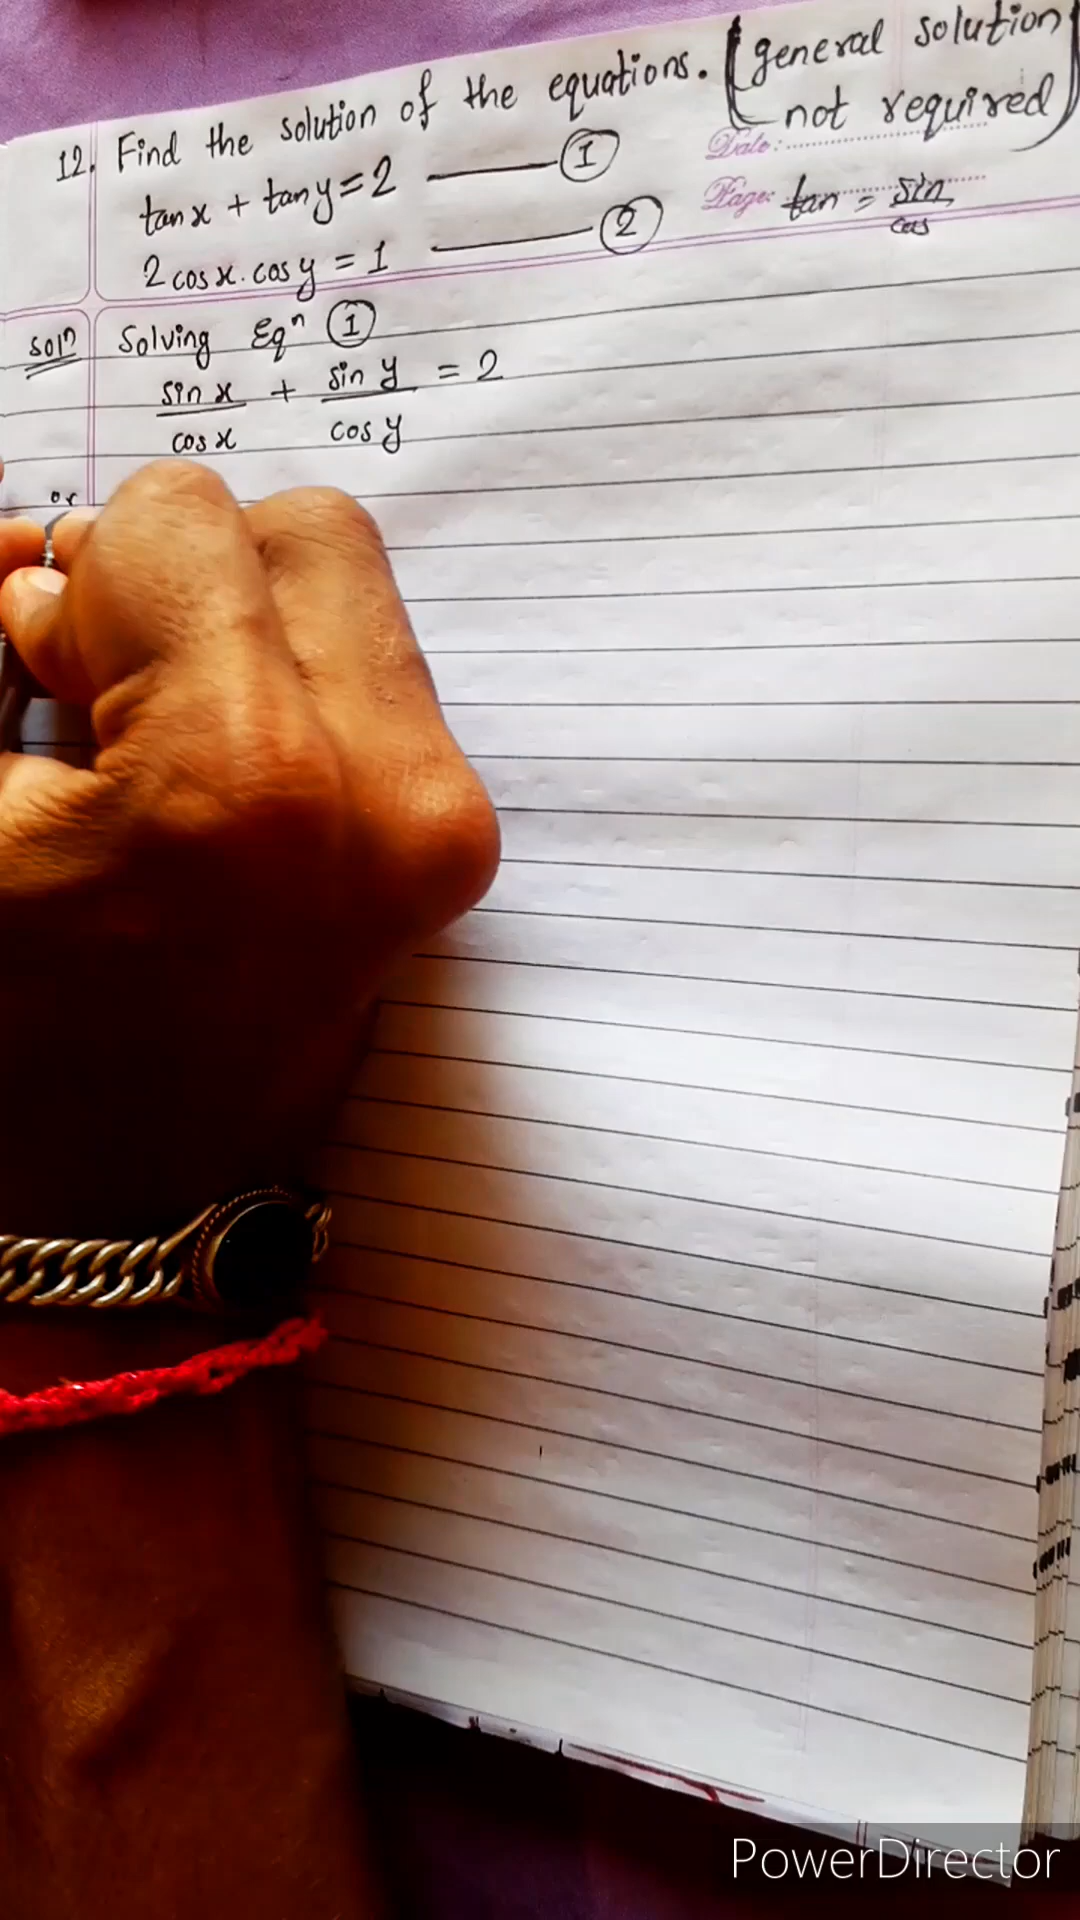 12. Find the solution of the equations. (general solution
not required)
tan x + tan y = 2 ——— ①
Date:
Page: tan = sin
cos
2 cos x. cos y = 1 ——— ②
Solⁿ Solving Eqⁿ ①
sin x + sin y = 2
cos x cos y
or
PowerDirector